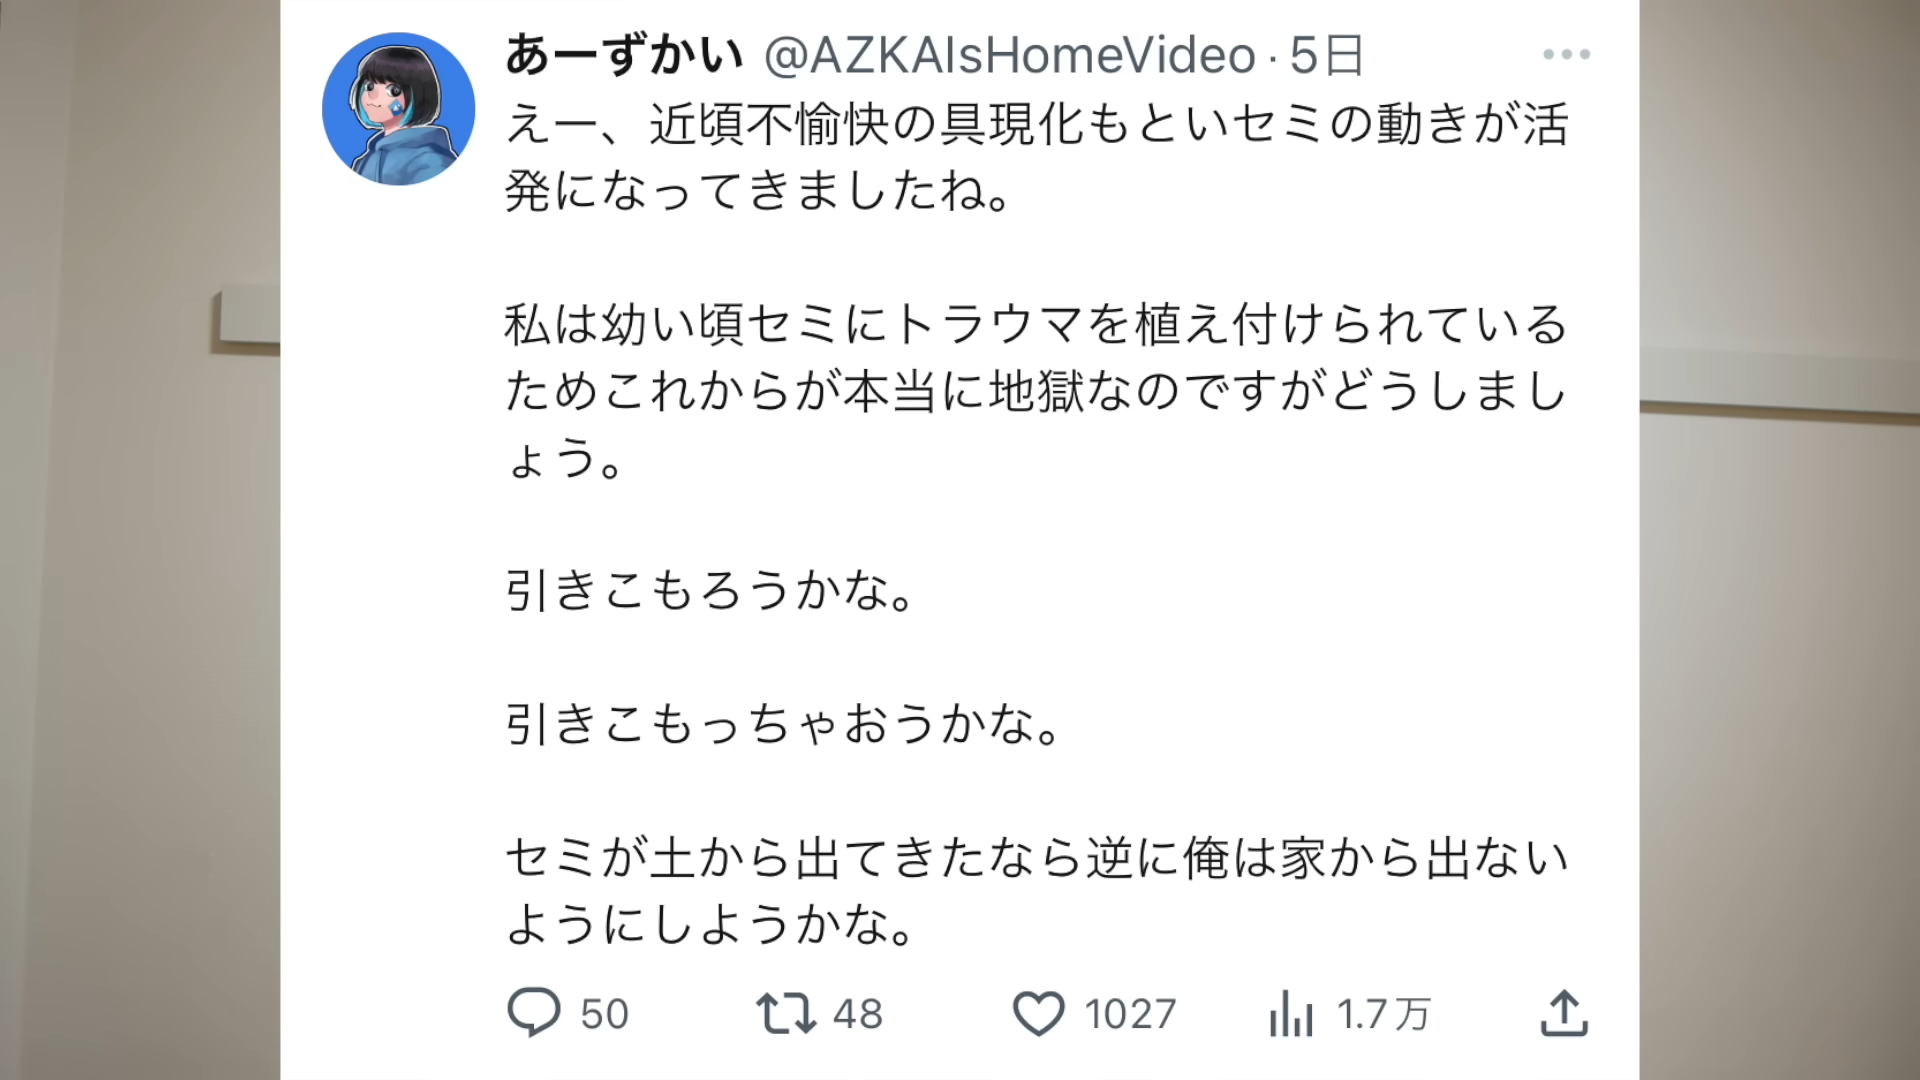 あーずかい @AZKAIsHomeVideo · 5日
えー、近頃不愉快の具現化もといセミの動きが活
発になってきましたね。
私は幼い頃セミにトラウマを植え付けられている
ためこれからが本当に地獄なのですがどうしまし
ょう。
引きこもろうかな。
引きこもっちゃおうかな。
セミが土から出てきたなら逆に俺は家から出ない
ようにしようかな。
50 48 1027 1.7万